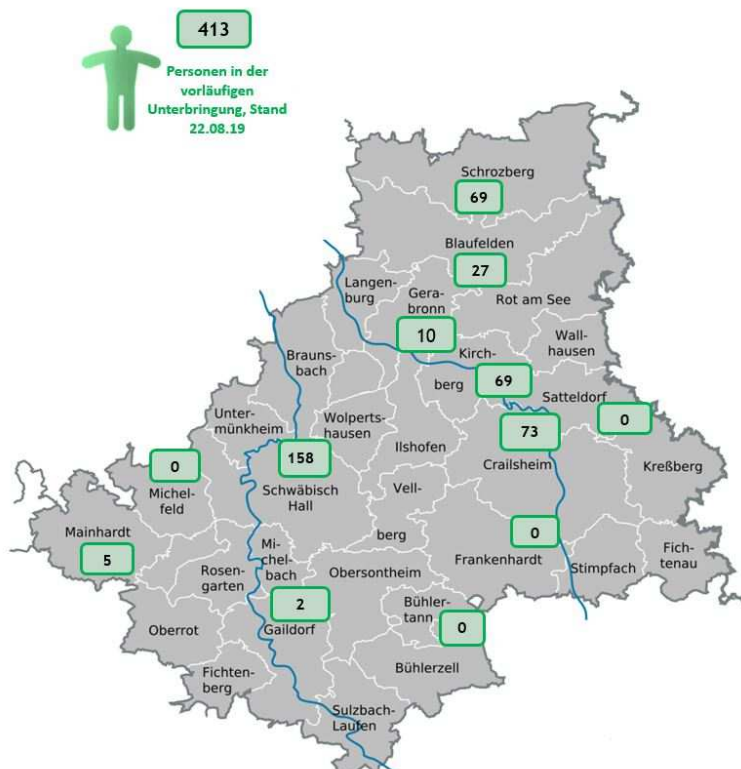 413
Personen in der
vorläufigen
Unterbringung, Stand
22.08.19
Schrozberg
69
Blaufelden
27
Langen-
burg
Gera-
bronn
10
Rot am See
Wall-
hausen
Kirch-
berg
69
Brauns-
bach
Satteldorf
0
Unter-
münkheim
Wolperts-
hausen
Ilshofen
73
Crailsheim
Kreßberg
158
Schwäbisch
Hall
0
Michel-
feld
Vell-
berg
Mainhardt
5
0
Frankenhardt
Stimpfach
Fich-
tenau
Rosen-
garten
Mi-
chel-
bach
Obersontheim
2
Gaildorf
Bühler-
tann
0
Oberrot
Fichten-
berg
Bühlerzell
Sulzbach-
Laufen